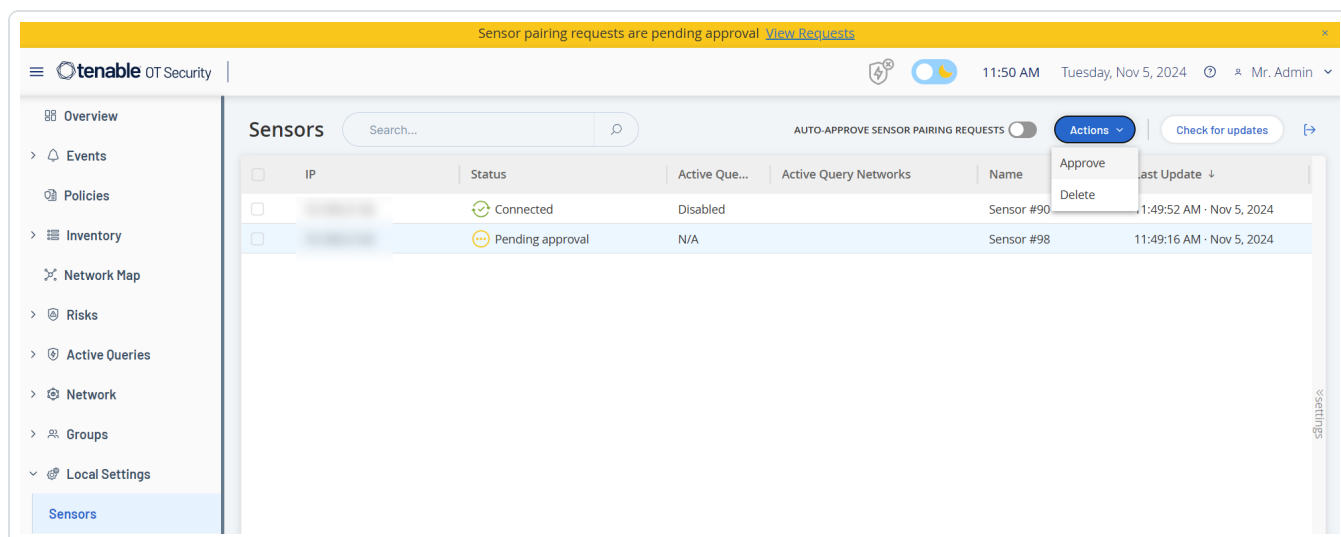 Sensor pairing requests are pending approval View Requests ×
tenable OT Security 11:50 AM Tuesday, Nov 5, 2024 Mr. Admin
Overview
Events
Policies
Inventory
Network Map
Risks
Active Queries
Network
Groups
Local Settings
Sensors
Sensors Search... AUTO-APPROVE SENSOR PAIRING REQUESTS Actions Check for updates
Approve
Delete
IP Status Active Que... Active Query Networks Name Last Update ↓
Connected Disabled Sensor #90 11:49:52 AM · Nov 5, 2024
Pending approval N/A Sensor #98 11:49:16 AM · Nov 5, 2024
settings